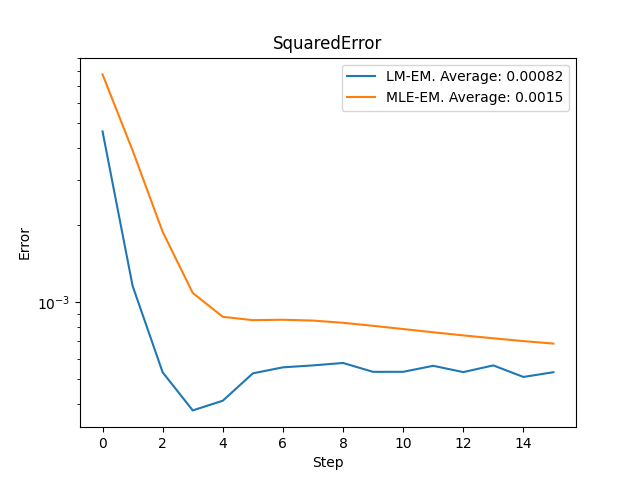 SquaredError
LM-EM. Average: 0.00082
MLE-EM. Average: 0.0015
Error
10⁻³
0 2 4 6 8 10 12 14
Step